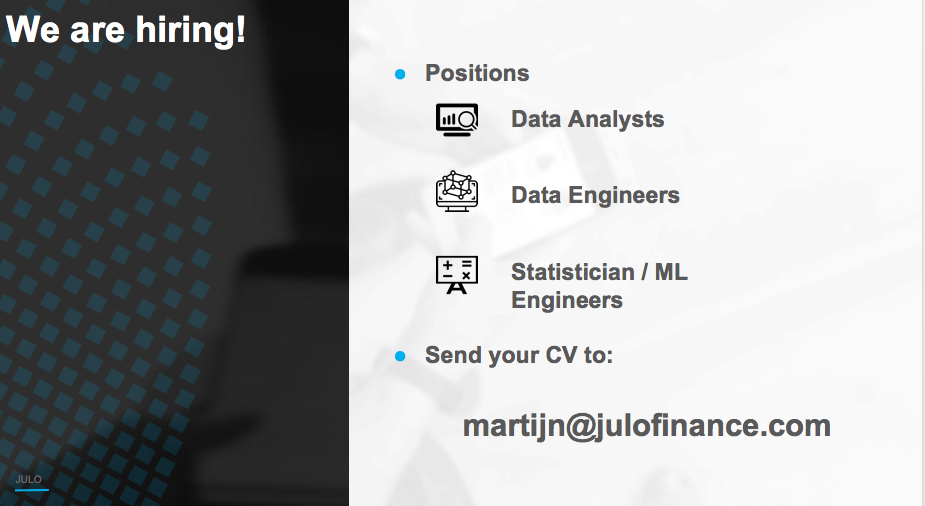 We are hiring!
Positions
Data Analysts
Data Engineers
Statistician / ML
Engineers
Send your CV to:
martijn@julofinance.com
JULO